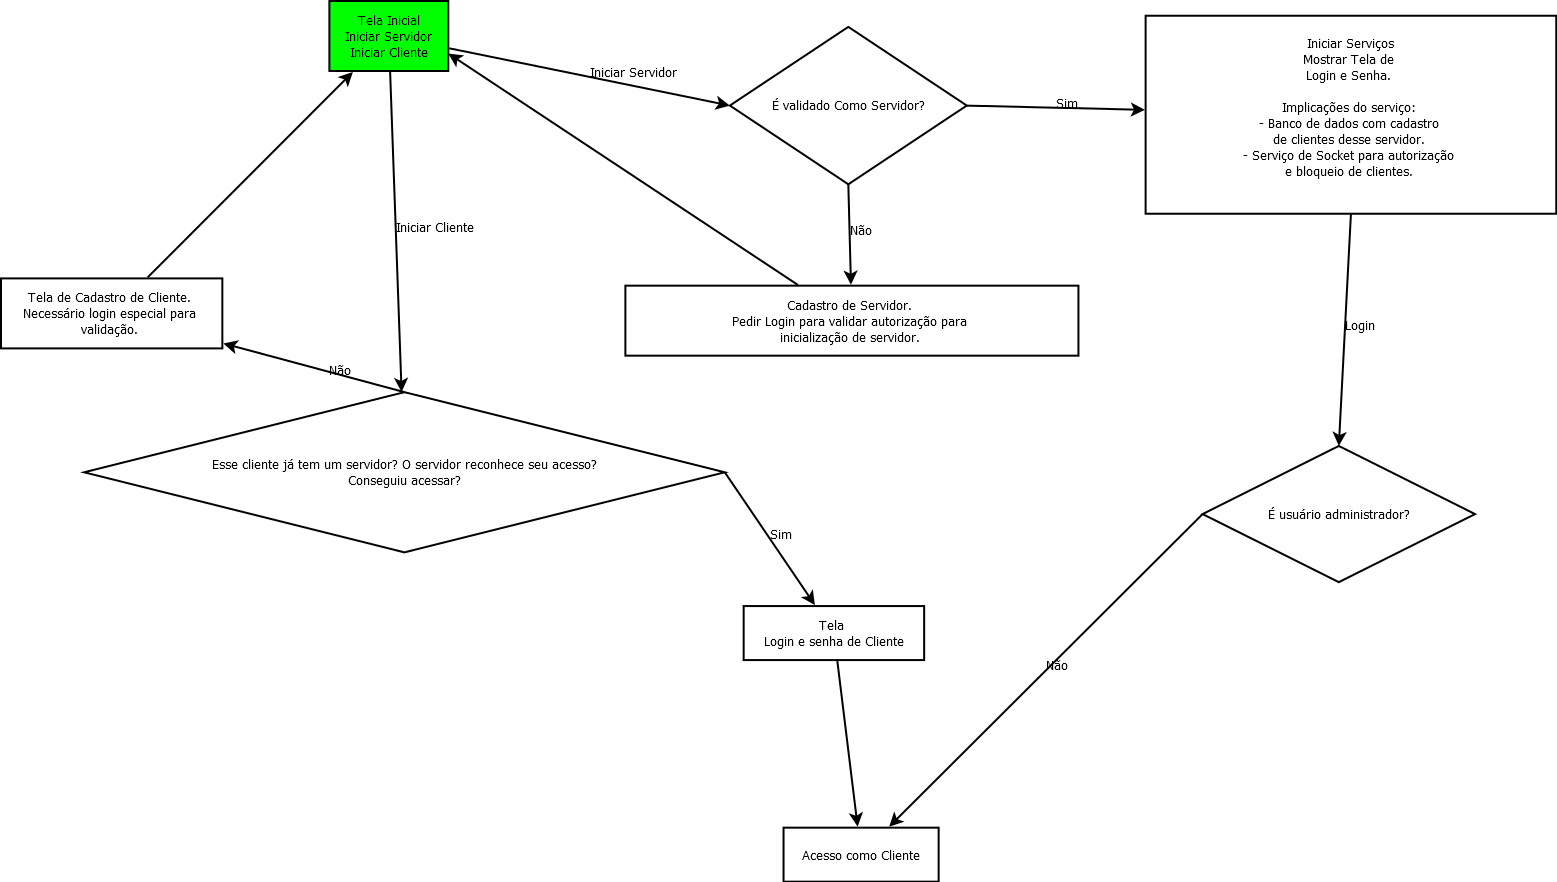 Tela Inicial
Iniciar Servidor
Iniciar Cliente
Iniciar Servidor
É validado Como Servidor?
Sim
Iniciar Serviços
Mostrar Tela de
Login e Senha.
Implicações do serviço:
- Banco de dados com cadastro
de clientes desse servidor.
- Serviço de Socket para autorização
e bloqueio de clientes.
Iniciar Cliente
Não
Tela de Cadastro de Cliente.
Necessário login especial para
validação.
Cadastro de Servidor.
Pedir Login para validar autorização para
inicialização de servidor.
Login
Não
Esse cliente já tem um servidor? O servidor reconhece seu acesso?
Conseguiu acessar?
Sim
É usuário administrador?
Tela
Login e senha de Cliente
Não
Acesso como Cliente